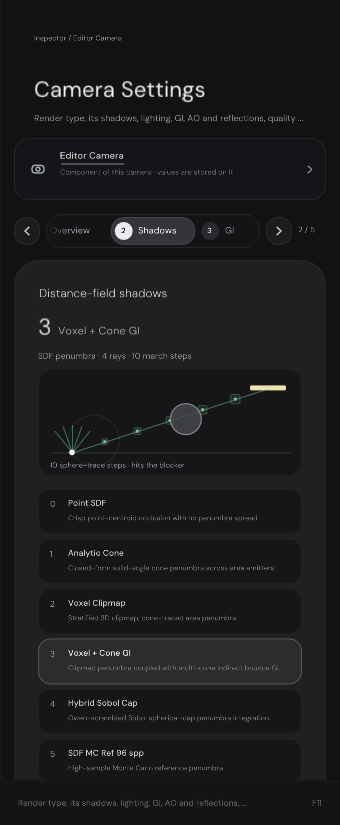 Inspector / Editor Camera
Camera Settings
Render type, its shadows, lighting, GI, AO and reflections, quality ...
Editor Camera
Component of this camera · values are stored on it
Overview
2 Shadows
3 GI
2 / 5
Distance-field shadows
3 Voxel + Cone GI
SDF penumbra · 4 rays · 10 march steps
10 sphere-trace steps · hits the blocker
0 Point SDF
Crisp point-centroid occlusion with no penumbra spread.
1 Analytic Cone
Closed-form solid-angle cone penumbra across area emitters.
2 Voxel Clipmap
Stratified 3D clipmap, cone-traced area penumbra.
3 Voxel + Cone GI
Clipmap penumbra coupled with multi-cone indirect bounce GI.
4 Hybrid Sobol Cap
Owen-scrambled Sobol spherical-cap penumbra integration.
5 SDF MC Ref 96 spp
High-sample Monte Carlo reference penumbra.
Render type, its shadows, lighting, GI, AO and reflections, ...
F11